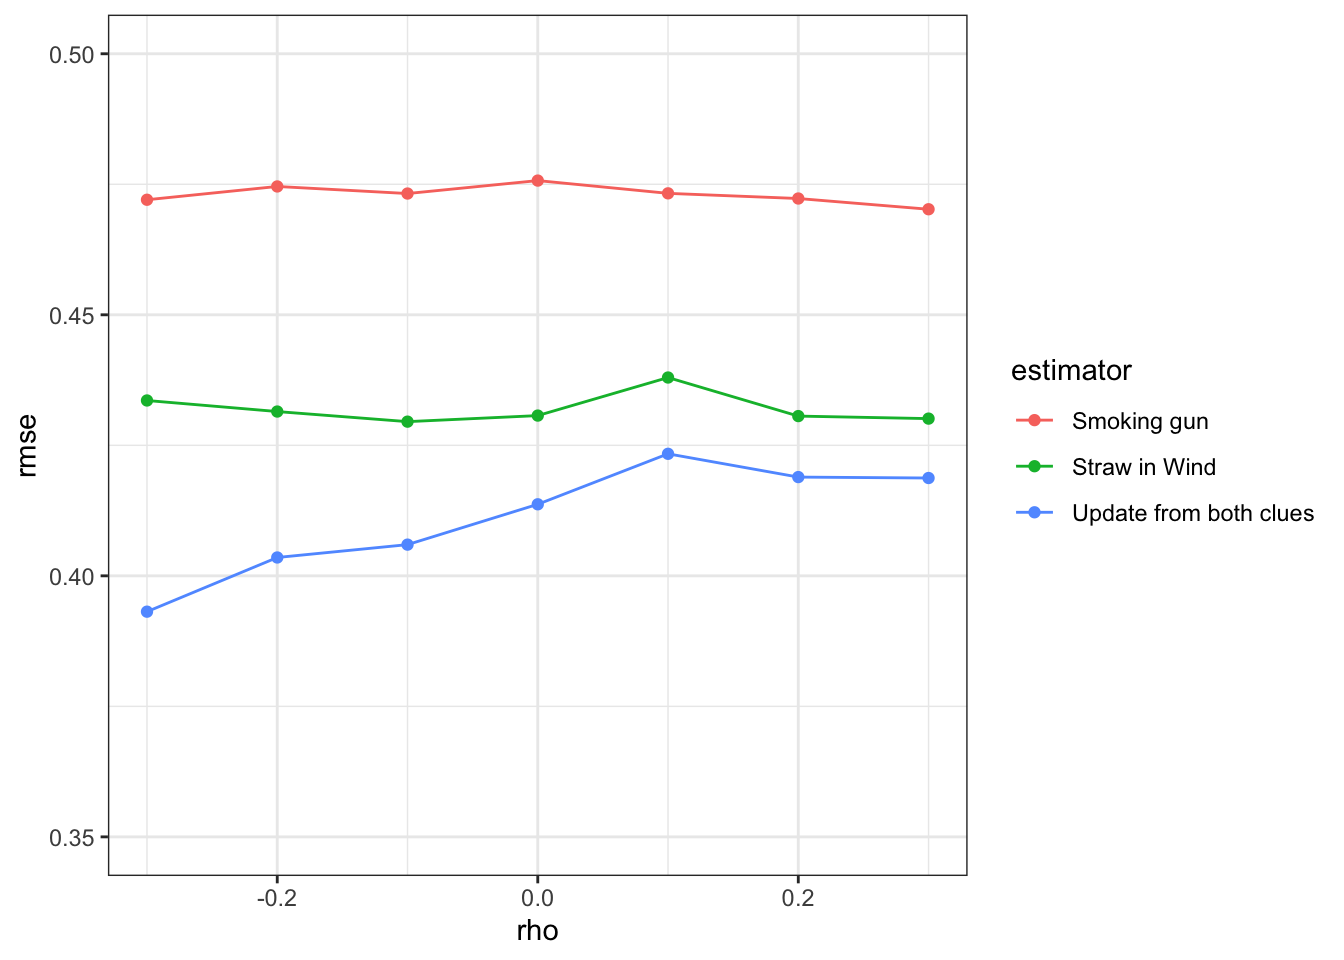 0.50
0.45
0.40
0.35
rmse
-0.2
0.0
0.2
rho
estimator
Smoking gun
Straw in Wind
Update from both clues